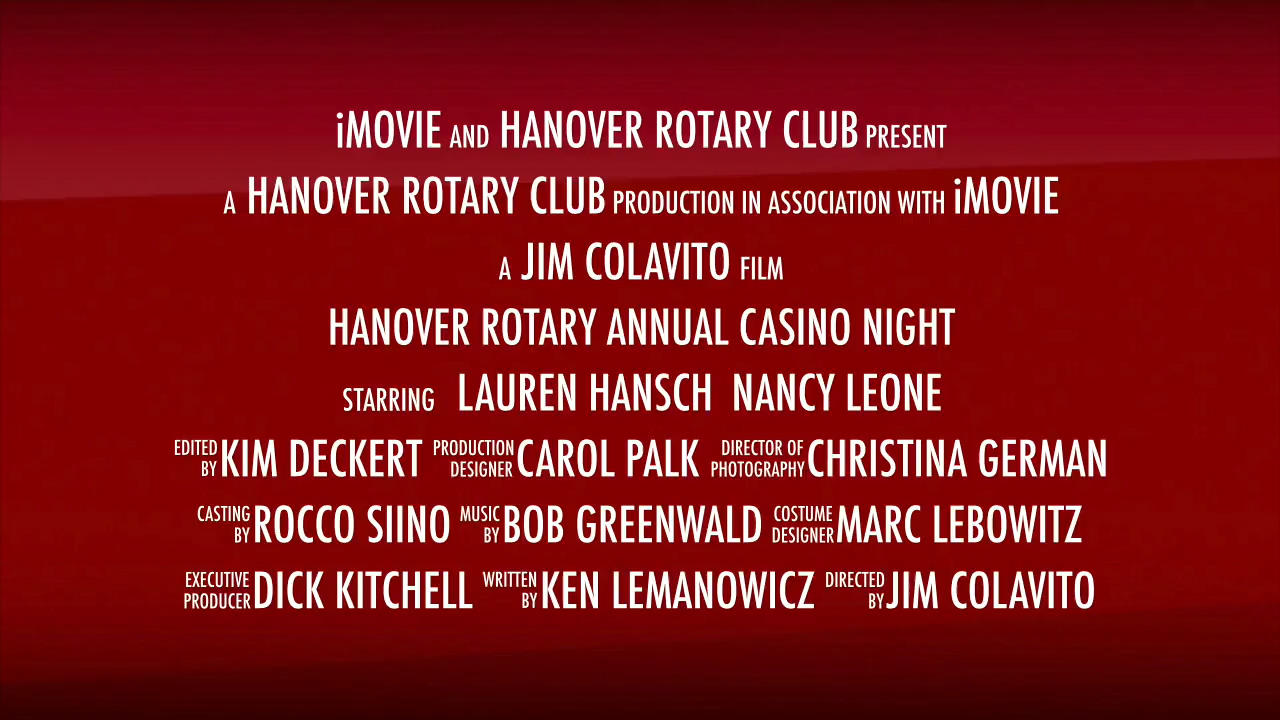 iMOVIE AND HANOVER ROTARY CLUB PRESENT
A HANOVER ROTARY CLUB PRODUCTION IN ASSOCIATION WITH iMOVIE
A JIM COLAVITO FILM
HANOVER ROTARY ANNUAL CASINO NIGHT
STARRING LAUREN HANSCH NANCY LEONE
EDITED BY KIM DECKERT PRODUCTION DESIGNER CAROL PALK DIRECTOR OF PHOTOGRAPHY CHRISTINA GERMAN
CASTING BY ROCCO SIINO MUSIC BY BOB GREENWALD COSTUME DESIGNER MARC LEBOWITZ
EXECUTIVE PRODUCER DICK KITCHELL WRITTEN BY KEN LEMANOWICZ DIRECTED BY JIM COLAVITO